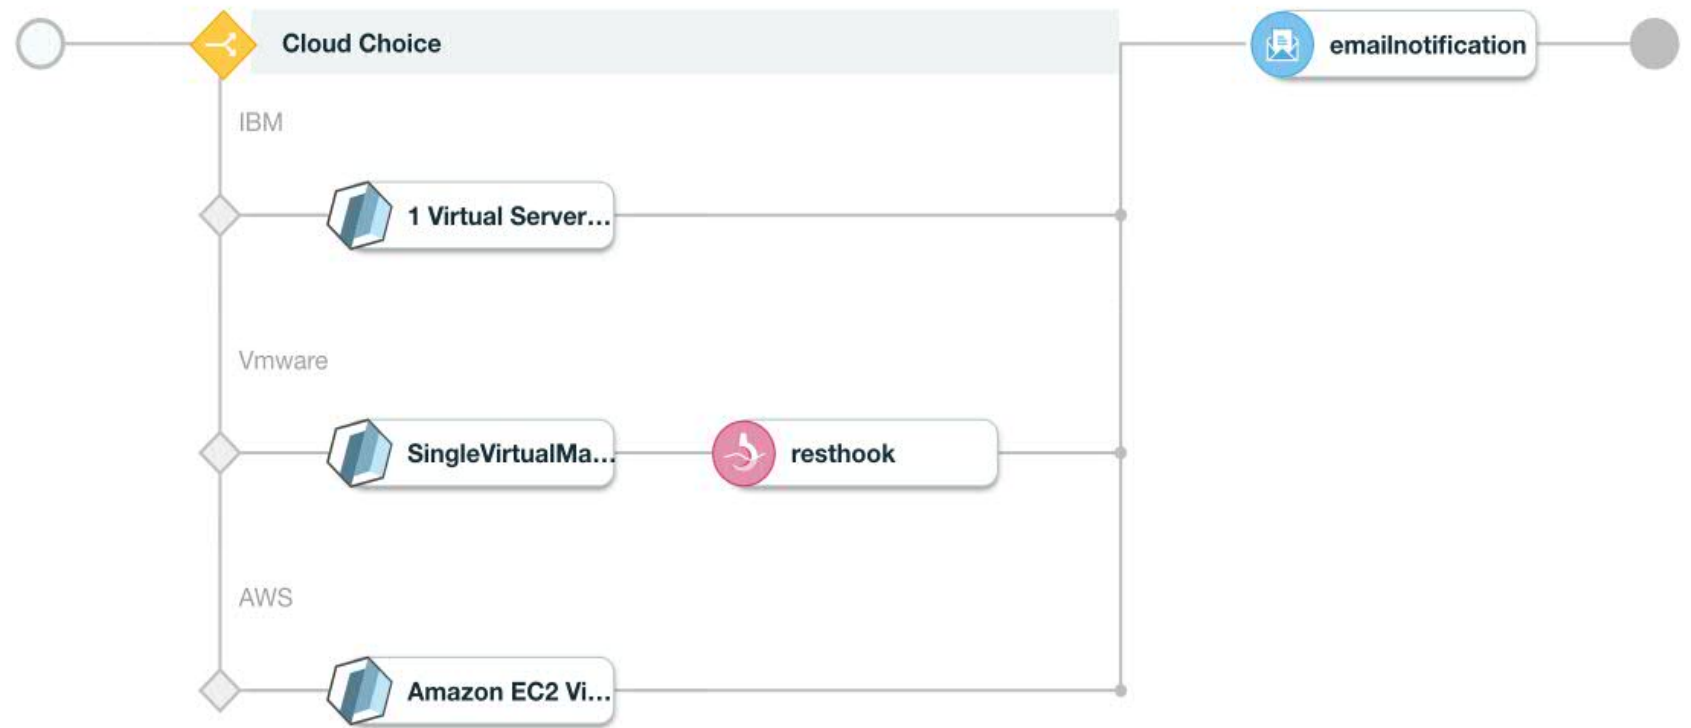 Cloud Choice
emailnotification
IBM
1 Virtual Server...
Vmware
SingleVirtualMa...
resthook
AWS
Amazon EC2 Vi...